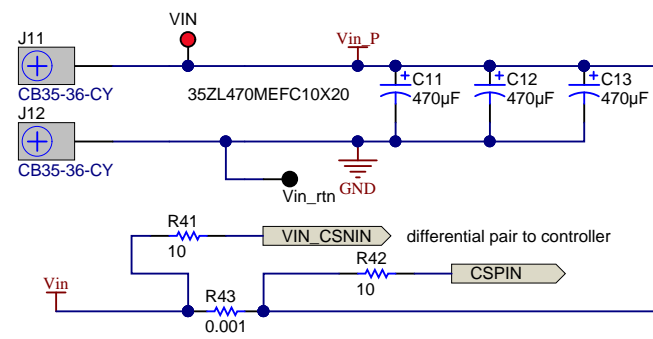 VIN
J11
Vin_P
CB35-36-CY
35ZL470MEFC10X20
C11
470µF
C12
470µF
C13
470µF
J12
CB35-36-CY
Vin_rtn
GND
R41
10
VIN_CSNIN
differential pair to controller
R42
10
CSPIN
Vin
R43
0.001